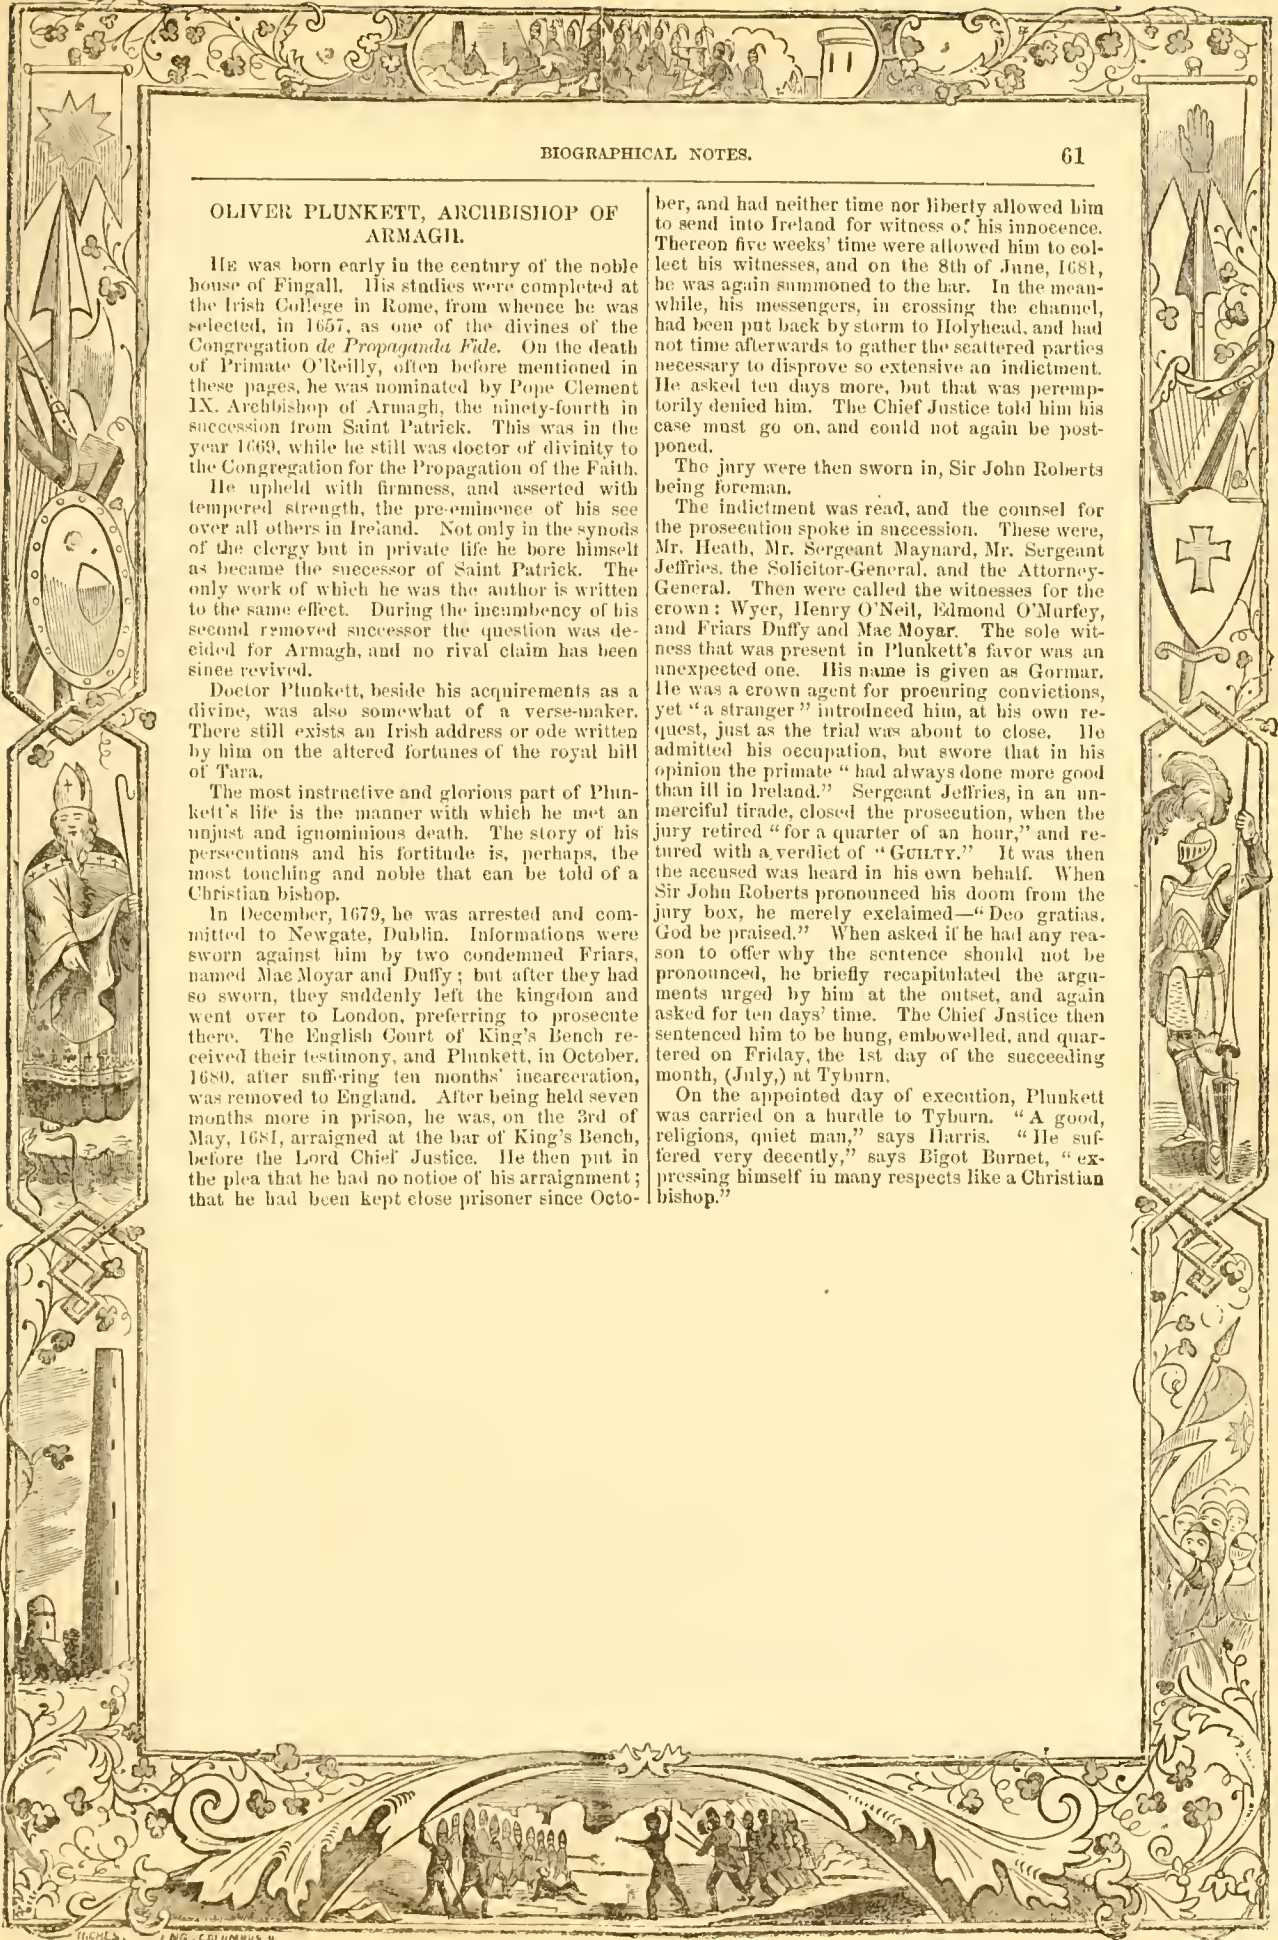 BIOGRAPHICAL NOTES. 61
OLIVER PLUNKETT, ARCHBISHOP OF
ARMAGH.
HE was born early in the century of the noble
house of Fingall. His studies were completed at
the Irish College in Rome, from whence he was
selected, in 1657, as one of the divines of the
Congregation de Propaganda Fide. On the death
of Primate O'Reilly, often before mentioned in
these pages, he was nominated by Pope Clement
IX. Archbishop of Armagh, the ninety-fourth in
succession from Saint Patrick. This was in the
year 1669, while he still was doctor of divinity to
the Congregation for the Propagation of the Faith.
He upheld with firmness, and asserted with
tempered strength, the pre-eminence of his see
over all others in Ireland. Not only in the synods
of the clergy but in private life he bore himself
as became the successor of Saint Patrick. The
only work of which he was the author is written
to the same effect. During the incumbency of his
second removed successor the question was de-
cided for Armagh, and no rival claim has been
since revived.
Doctor Plunkett, beside his acquirements as a
divine, was also somewhat of a verse-maker.
There still exists an Irish address or ode written
by him on the altered fortunes of the royal hill
of Tara.
The most instructive and glorious part of Plun-
kett's life is the manner with which he met an
unjust and ignominious death. The story of his
persecutions and his fortitude is, perhaps, the
most touching and noble that can be told of a
Christian bishop.
In December, 1679, he was arrested and com-
mitted to Newgate, Dublin. Informations were
sworn against him by two condemned Friars,
named MacMoyar and Duffy; but after they had
so sworn, they suddenly left the kingdom and
went over to London, preferring to prosecute
there. The English Court of King's Bench re-
ceived their testimony, and Plunkett, in October,
1680, after suffering ten months' incarceration,
was removed to England. After being held seven
months more in prison, he was, on the 3rd of
May, 1681, arraigned at the bar of King's Bench,
before the Lord Chief Justice. He then put in
the plea that he had no notice of his arraignment;
that he had been kept close prisoner since Octo-
ber, and had neither time nor liberty allowed him
to send into Ireland for witness of his innocence.
Thereon five weeks' time were allowed him to col-
lect his witnesses, and on the 8th of June, 1681,
he was again summoned to the bar. In the mean-
while, his messengers, in crossing the channel,
had been put back by storm to Holyhead, and had
not time afterwards to gather the scattered parties
necessary to disprove so extensive an indictment.
He asked ten days more, but that was peremp-
torily denied him. The Chief Justice told him his
case must go on, and could not again be post-
poned.
The jury were then sworn in, Sir John Roberts
being foreman.
The indictment was read, and the counsel for
the prosecution spoke in succession. These were,
Mr. Heath, Mr. Sergeant Maynard, Mr. Sergeant
Jeffries, the Solicitor-General, and the Attorney-
General. Then were called the witnesses for the
crown: Wyer, Henry O'Neil, Edmond O'Murfey,
and Friars Duffy and Mac Moyar. The sole wit-
ness that was present in Plunkett's favor was an
unexpected one. His name is given as Gormar.
He was a crown agent for procuring convictions,
yet "a stranger" introduced him, at his own re-
quest, just as the trial was about to close. He
admitted his occupation, but swore that in his
opinion the primate "had always done more good
than ill in Ireland." Sergeant Jeffries, in an un-
merciful tirade, closed the prosecution, when the
jury retired "for a quarter of an hour," and re-
tured with a verdict of "GUILTY." It was then
the accused was heard in his own behalf. When
Sir John Roberts pronounced his doom from the
jury box, he merely exclaimed—"Deo gratias,
God be praised." When asked if he had any rea-
son to offer why the sentence should not be
pronounced, he briefly recapitulated the argu-
ments urged by him at the outset, and again
asked for ten days' time. The Chief Justice then
sentenced him to be hung, embowelled, and quar-
tered on Friday, the 1st day of the succeeding
month, (July,) at Tyburn.
On the appointed day of execution, Plunkett
was carried on a hurdle to Tyburn. "A good,
religious, quiet man," says Harris. "He suf-
fered very decently," says Bigot Burnet, "ex-
pressing himself in many respects like a Christian
bishop."
ENG. COLUMBUS